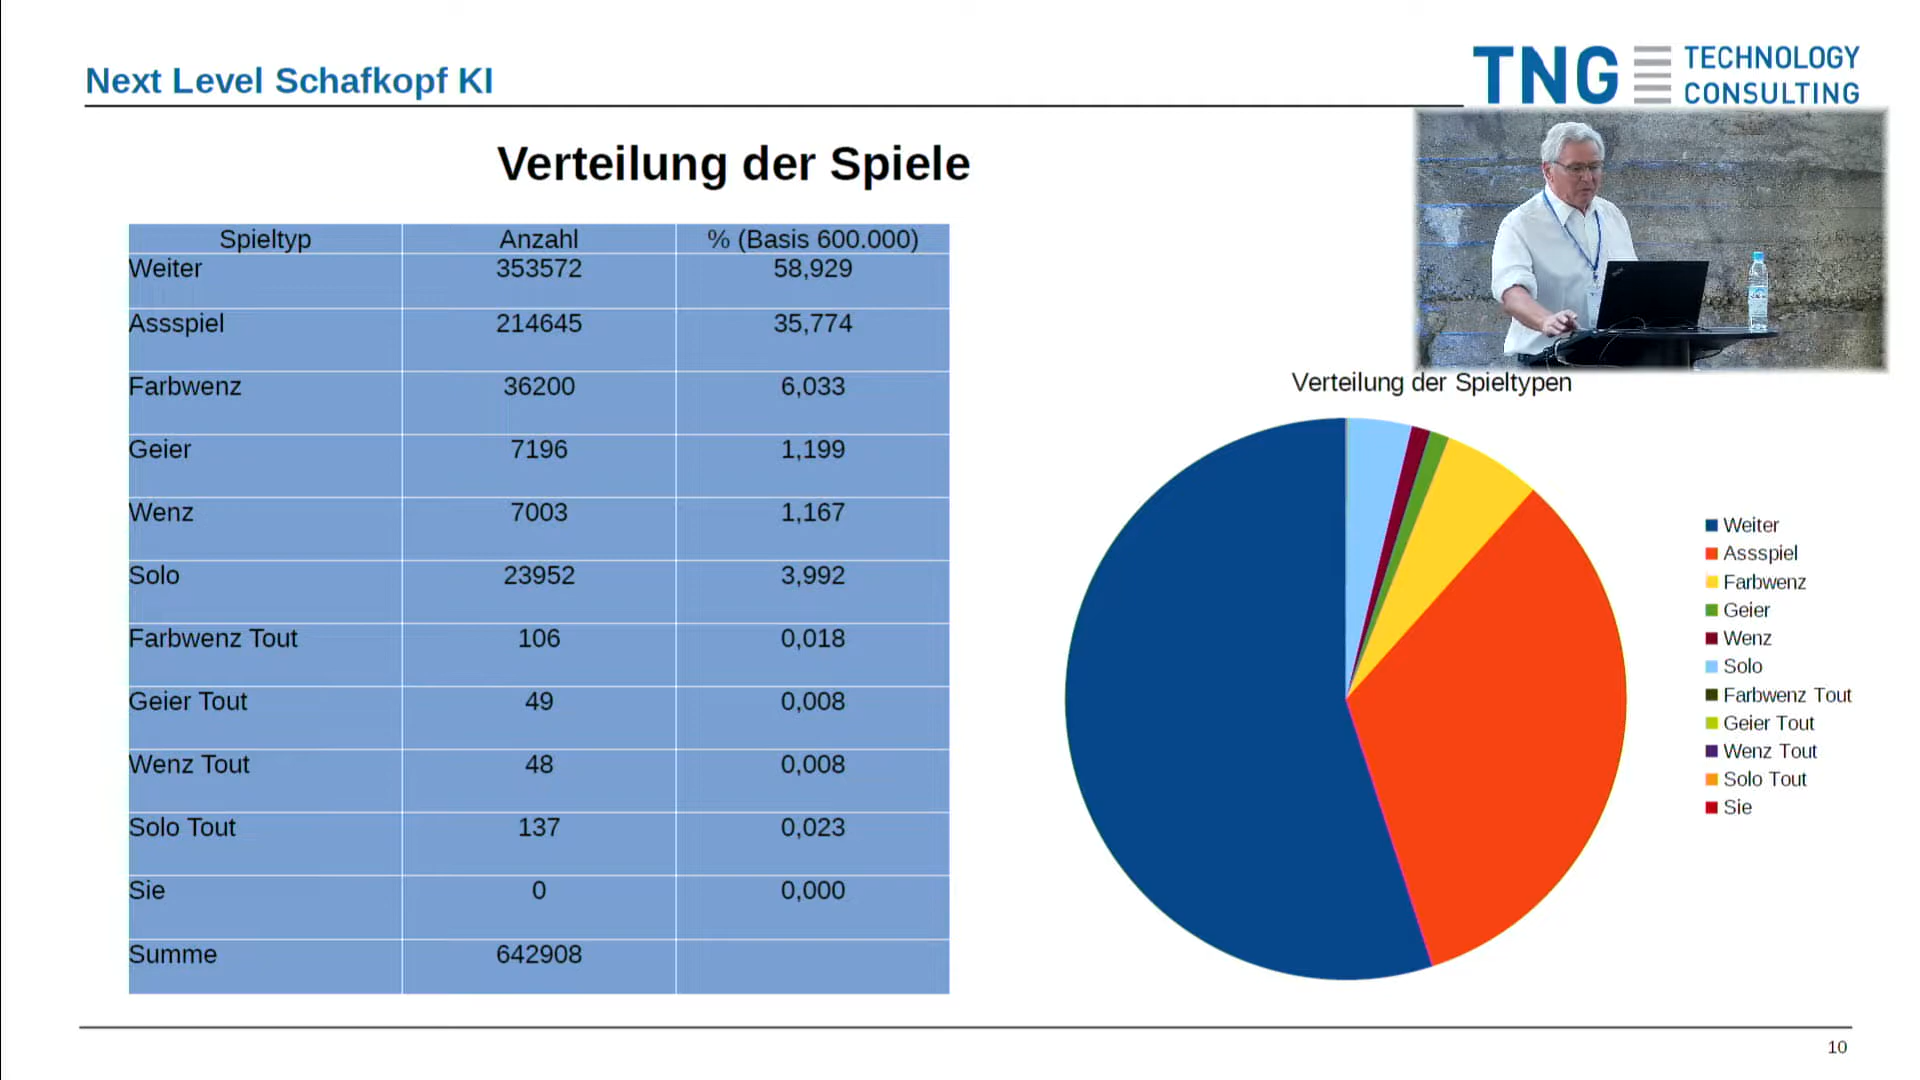 Next Level Schafkopf KI
TNG TECHNOLOGY
CONSULTING
Verteilung der Spiele
Spieltyp Anzahl % (Basis 600.000)
Weiter 353572 58,929
Assspiel 214645 35,774
Farbwenz 36200 6,033
Geier 7196 1,199
Wenz 7003 1,167
Solo 23952 3,992
Farbwenz Tout 106 0,018
Geier Tout 49 0,008
Wenz Tout 48 0,008
Solo Tout 137 0,023
Sie 0 0,000
Summe 642908
Verteilung der Spieltypen
Weiter
Assspiel
Farbwenz
Geier
Wenz
Solo
Farbwenz Tout
Geier Tout
Wenz Tout
Solo Tout
Sie
10